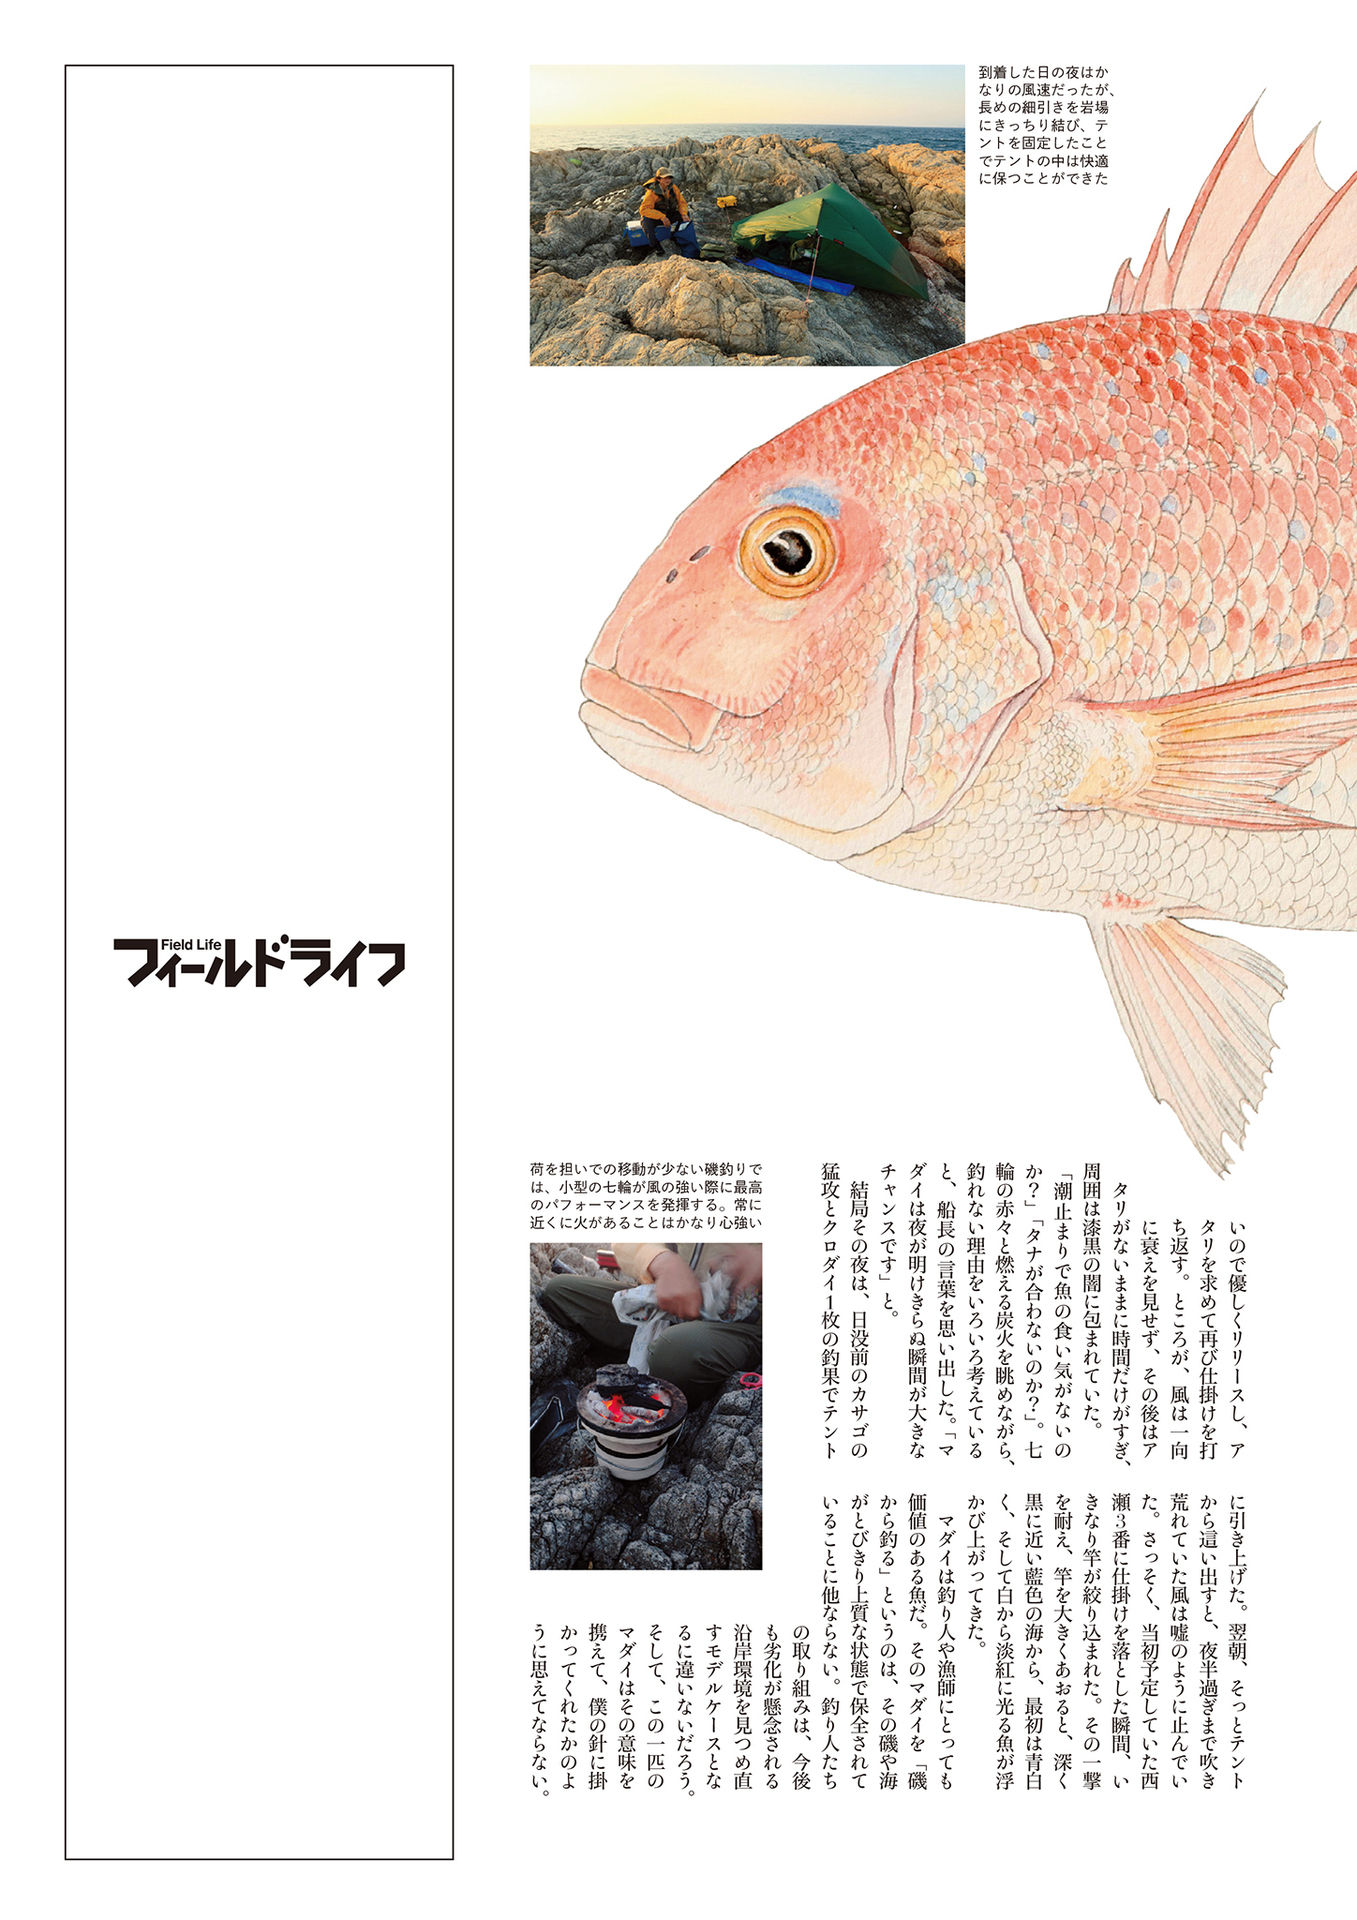 到着した日の夜はか
なりの風速だったが、
長めの細引きを岩場
にきっちり結び、テ
ントを固定したこと
でテントの中は快適
に保つことができた
いので優しくリリースし、ア
タリを求めて再び仕掛けを打
ち返す。ところが、風は一向
に衰えを見せず、その後はア
タリがないままに時間だけがすぎ、
周囲は漆黒の闇に包まれていた。
「潮止まりで魚の食い気がないの
か?」「タナが合わないのか?」。七
輪の赤々と燃える炭火を眺めながら、
釣れない理由をいろいろ考えている
と、船長の言葉を思い出した。「マ
ダイは夜が明けきらぬ瞬間が大きな
チャンスです」と。
結局その夜は、日没前のカサゴの
猛攻とクロダイ1枚の釣果でテント
に引き上げた。翌朝、そっとテント
から這い出すと、夜半過ぎまで吹き
荒れていた風は嘘のように止んでい
た。さっそく、当初予定していた西
瀬3番に仕掛けを落とした瞬間、い
きなり竿が絞り込まれた。その一撃
を耐え、竿を大きくあおると、深く
黒に近い藍色の海から、最初は青白
く、そして白から淡紅に光る魚が浮
かび上がってきた。
マダイは釣り人や漁師にとっても
価値のある魚だ。そのマダイを「磯
から釣る」というのは、その磯や海
がとびきり上質な状態で保全されて
いることに他ならない。釣り人たち
の取り組みは、今後
も劣化が懸念される
沿岸環境を見つめ直
すモデルケースとな
るに違いないだろう。
そして、この一匹の
マダイはその意味を
携えて、僕の針に掛
かってくれたかのよ
うに思えてならない。
荷を担いでの移動が少ない磯釣りで
は、小型の七輪が風の強い際に最高
のパフォーマンスを発揮する。常に
近くに火があることはかなり心強い
Field Life
フィールドライフ